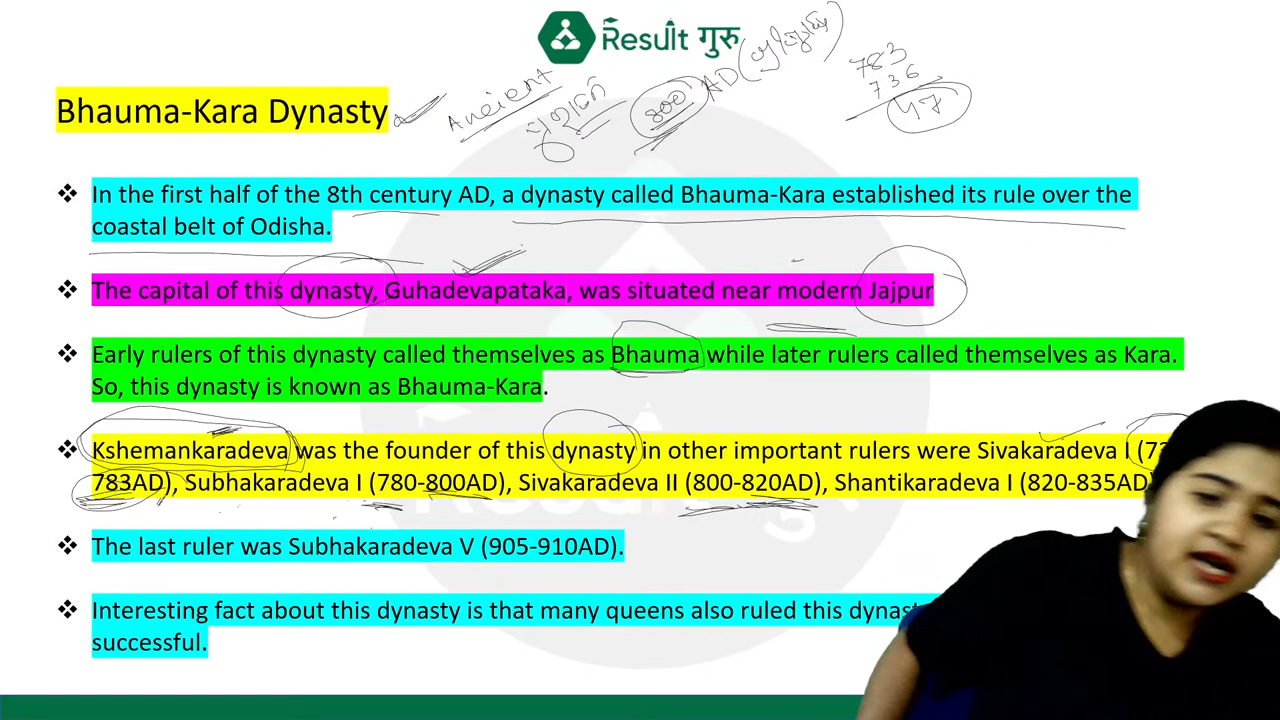 Result गुरु
Bhauma-Kara Dynasty
Ancient
800 AD
783
736
47
❖ In the first half of the 8th century AD, a dynasty called Bhauma-Kara established its rule over the
coastal belt of Odisha.
❖ The capital of this dynasty, Guhadevapataka, was situated near modern Jajpur
❖ Early rulers of this dynasty called themselves as Bhauma while later rulers called themselves as Kara.
So, this dynasty is known as Bhauma-Kara.
❖ Kshemankaradeva was the founder of this dynasty in other important rulers were Sivakaradeva I (73
783AD), Subhakaradeva I (780-800AD), Sivakaradeva II (800-820AD), Shantikaradeva I (820-835AD)
❖ The last ruler was Subhakaradeva V (905-910AD).
❖ Interesting fact about this dynasty is that many queens also ruled this dynast
successful.